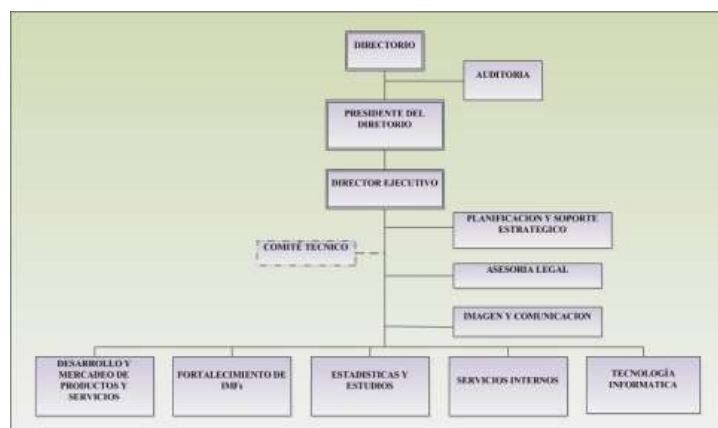 DIRECTORIO
AUDITORIA
PRESIDENTE DEL
DIRETORIO
DIRECTOR EJECUTIVO
PLANIFICACION Y SOPORTE
ESTRATEGICO
COMITÉ TECNICO
ASESORIA LEGAL
IMAGEN Y COMUNICACION
DESARROLLO Y
MERCADEO DE
PRODUCTOS Y
SERVICIOS
FORTALECIMIENTO DE
IMFs
ESTADISTICAS Y
ESTUDIOS
SERVICIOS INTERNOS
TECNOLOGÍA
INFORMATICA